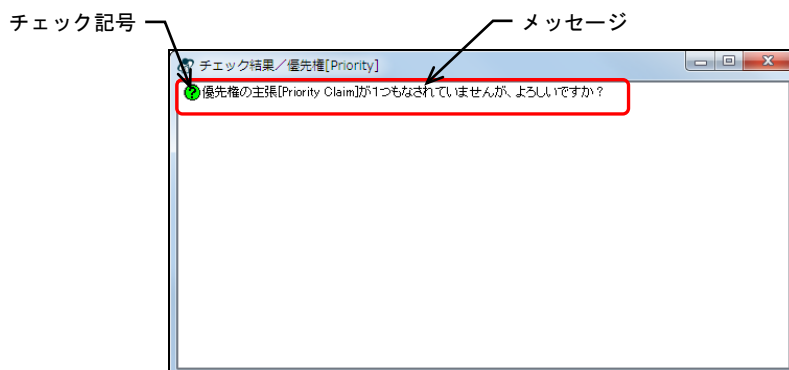 チェック記号
メッセージ
チェック結果／優先権[Priority]
?優先権の主張[Priority Claim]が1つもなされていませんが、よろしいですか？